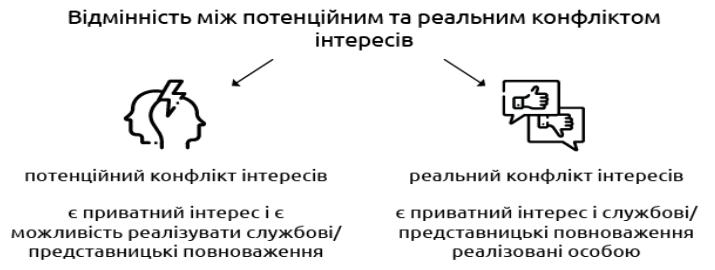 Відмінність між потенційним та реальним конфліктом
інтересів
потенційний конфлікт інтересів
є приватний інтерес і є
можливість реалізувати службові/
представницькі повноваження
реальний конфлікт інтересів
є приватний інтерес і службові/
представницькі повноваження
реалізовані особою